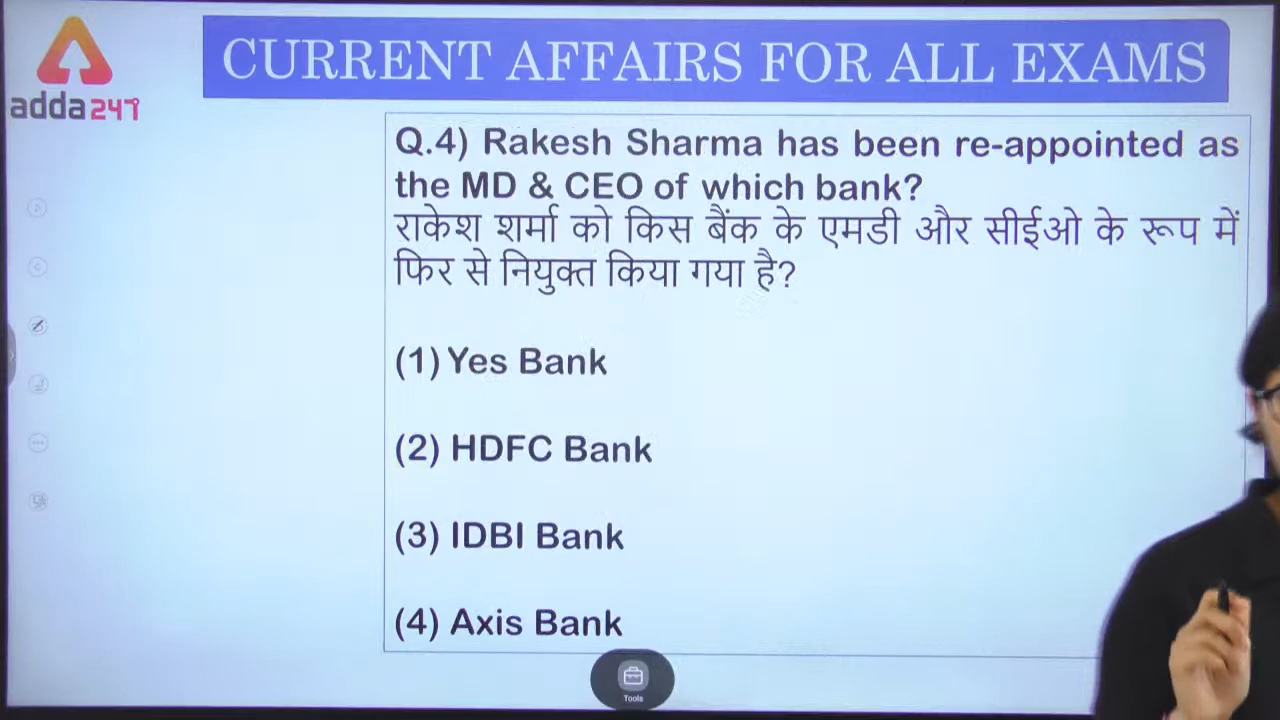 CURRENT AFFAIRS FOR ALL EXAMS
adda247
Q.4) Rakesh Sharma has been re-appointed as
the MD & CEO of which bank?
राकेश शर्मा को किस बैंक के एमडी और सीईओ के रूप में
फिर से नियुक्त किया गया है?
(1) Yes Bank
(2) HDFC Bank
(3) IDBI Bank
(4) Axis Bank
Tools